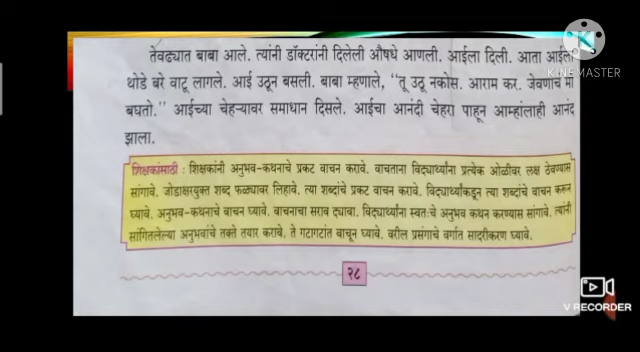 तेवढ्यात बाबा आले. त्यांनी डॉक्टरांनी दिलेली औषधे आणली. आईला दिली. आता आईला
थोडे बरे वाटू लागले. आई उठून बसली. बाबा म्हणाले, ‘‘तू उठू नकोस. आराम कर. जेवणाचे मी
बघतो.’’ आईच्या चेहऱ्यावर समाधान दिसले. आईचा आनंदी चेहरा पाहून आम्हांलाही आनंद
झाला.
शिक्षकांसाठी : शिक्षकांनी अनुभव-कथनाचे प्रकट वाचन करावे. वाचताना विद्यार्थ्यांना प्रत्येक ओळीवर लक्ष ठेवण्यास
सांगावे. जोडाक्षरयुक्त शब्द फळ्यावर लिहावे. त्या शब्दांचे प्रकट वाचन करावे. विद्यार्थ्यांकडून त्या शब्दांचे वाचन करून
घ्यावे. अनुभव-कथनाचे वाचन घ्यावे. वाचनाचा सराव द्यावा. विद्यार्थ्यांना स्वतःचे अनुभव कथन करण्यास सांगावे. त्यांनी
सांगितलेल्या अनुभवांचे तक्ते तयार करावे. ते गटागटांत वाचून घ्यावे. वरील प्रसंगाचे वर्गात सादरीकरण घ्यावे.
२८
KINEMASTER
V RECORDER